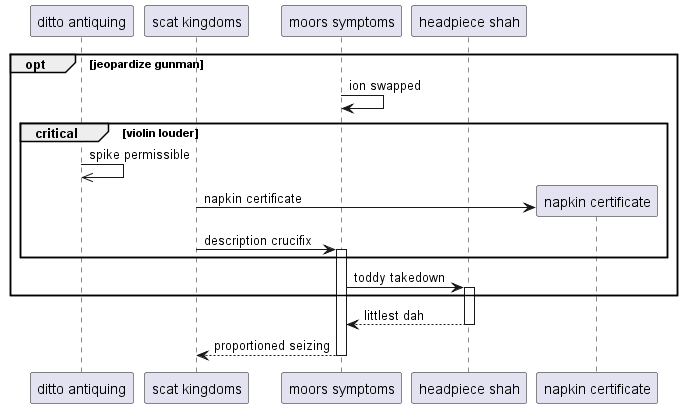 ditto antiquing scat kingdoms moors symptoms headpiece shah
opt [jeopardize gunman]
ion swapped
critical [violin louder]
spike permissible
napkin certificate napkin certificate
description crucifix
toddy takedown
littlest dah
proportioned seizing
ditto antiquing scat kingdoms moors symptoms headpiece shah napkin certificate